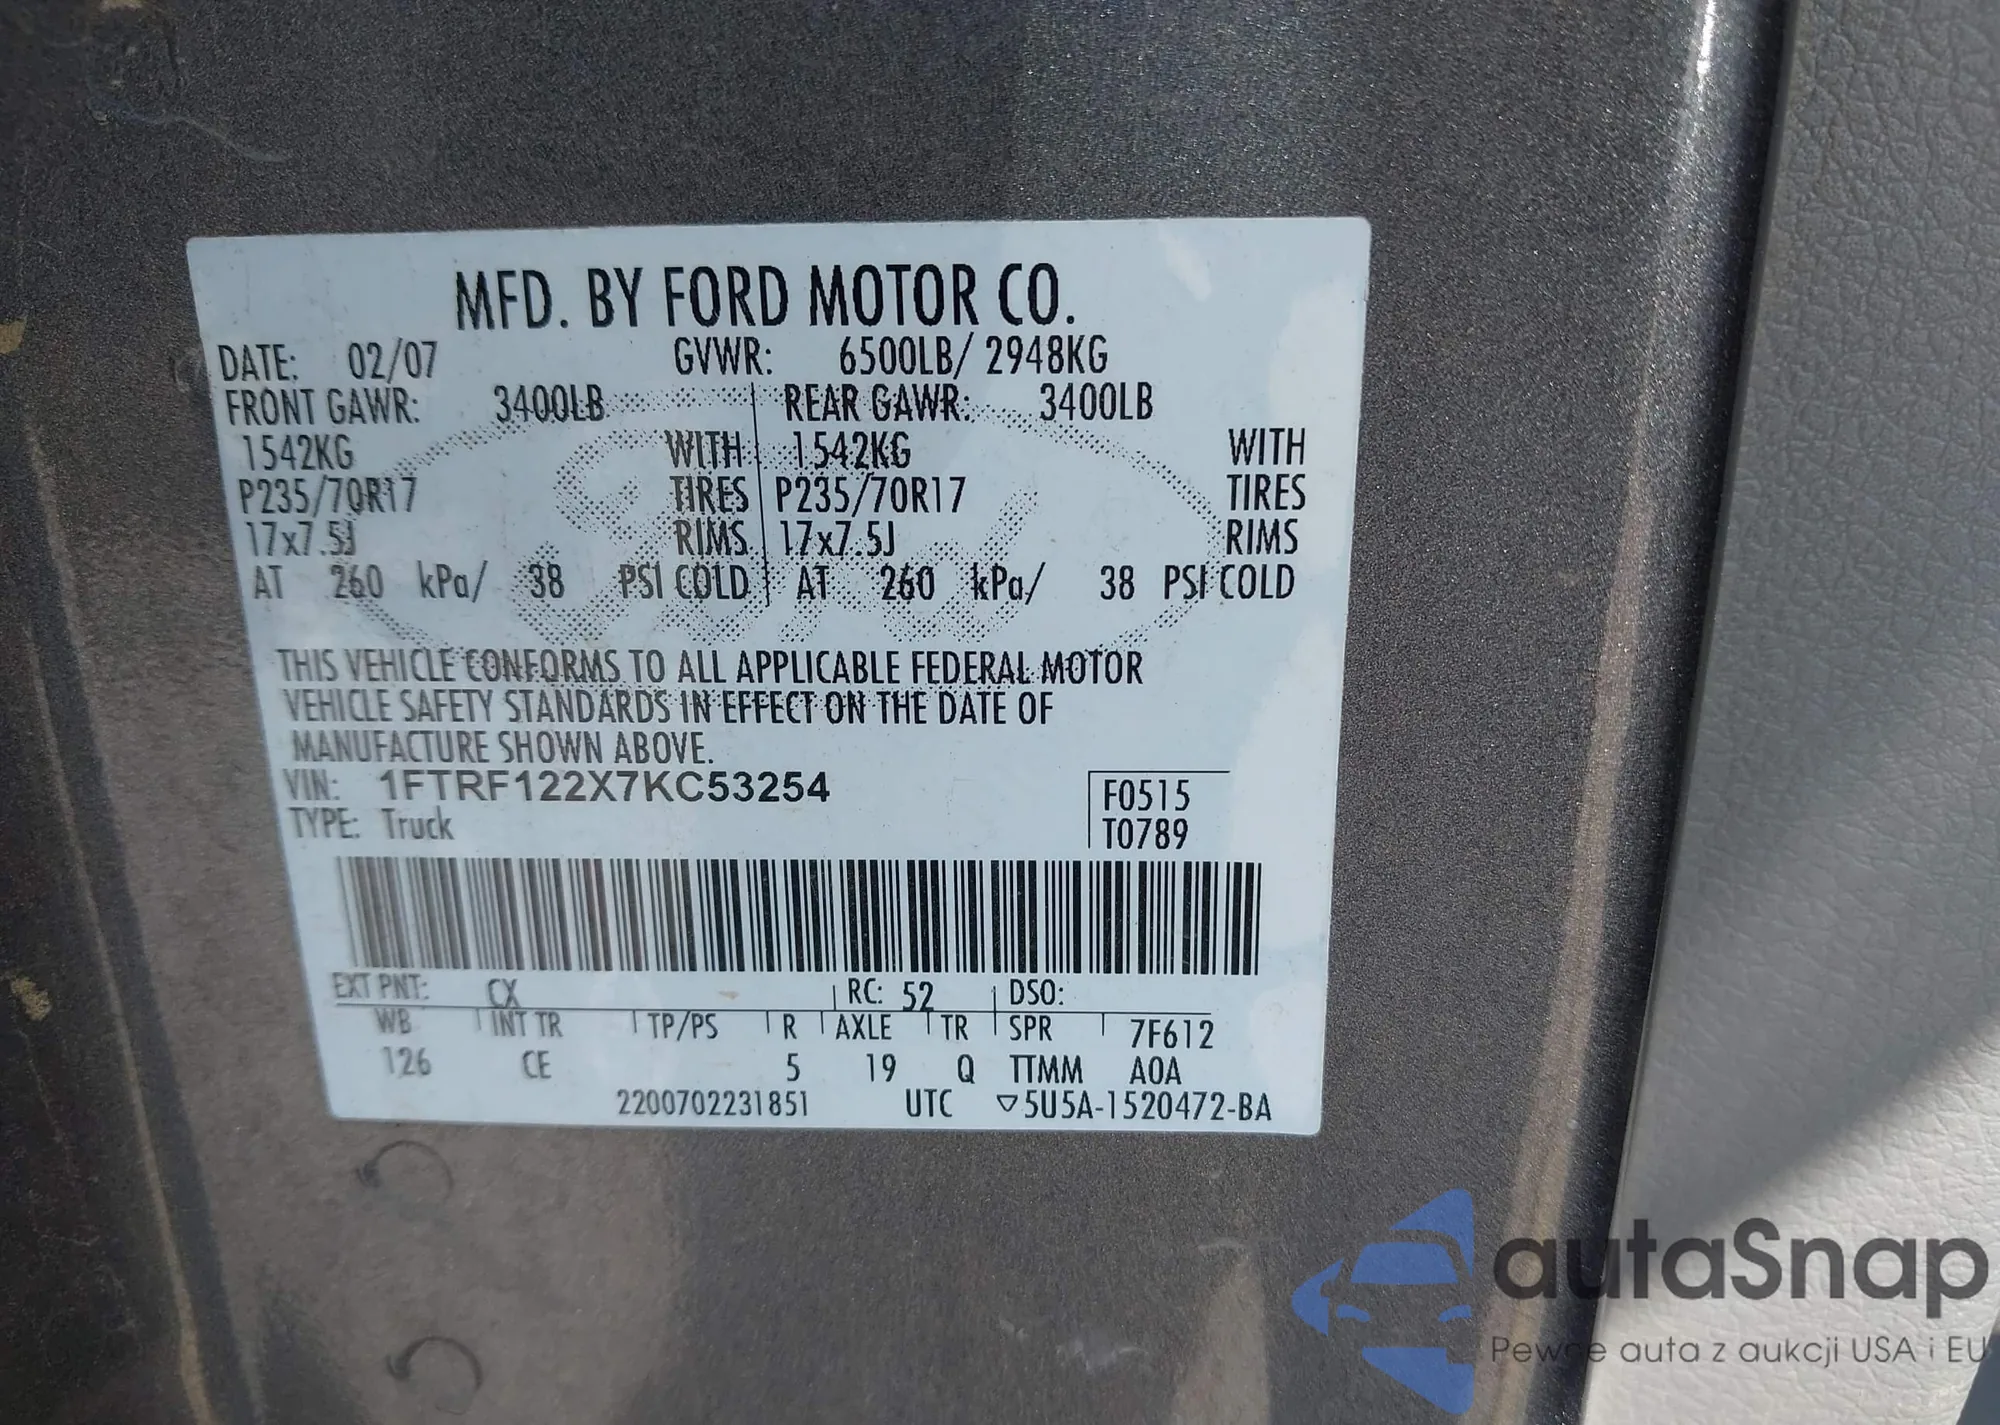 MFD. BY FORD MOTOR CO.
DATE: 02/07 GVWR: 6500LB/ 2948KG
FRONT GAWR: 3400LB REAR GAWR: 3400LB
1542KG WITH 1542KG WITH
P235/70R17 TIRES P235/70R17 TIRES
17x7.5J RIMS 17x7.5J RIMS
AT 260 kPa/ 38 PSI COLD AT 260 kPa/ 38 PSI COLD
THIS VEHICLE CONFORMS TO ALL APPLICABLE FEDERAL MOTOR
VEHICLE SAFETY STANDARDS IN EFFECT ON THE DATE OF
MANUFACTURE SHOWN ABOVE.
VIN: 1FTRF122X7KC53254 F0515
TYPE: Truck T0789
EXT PNT: CX RC: 52 DSO:
WB INT TR TP/PS R AXLE TR SPR 7F612
126 CE 5 19 Q TTMM A0A
2200702231851 UTC ▽5U5A-1520472-BA
autaSnap
Pewne auta z aukcji USA i EU